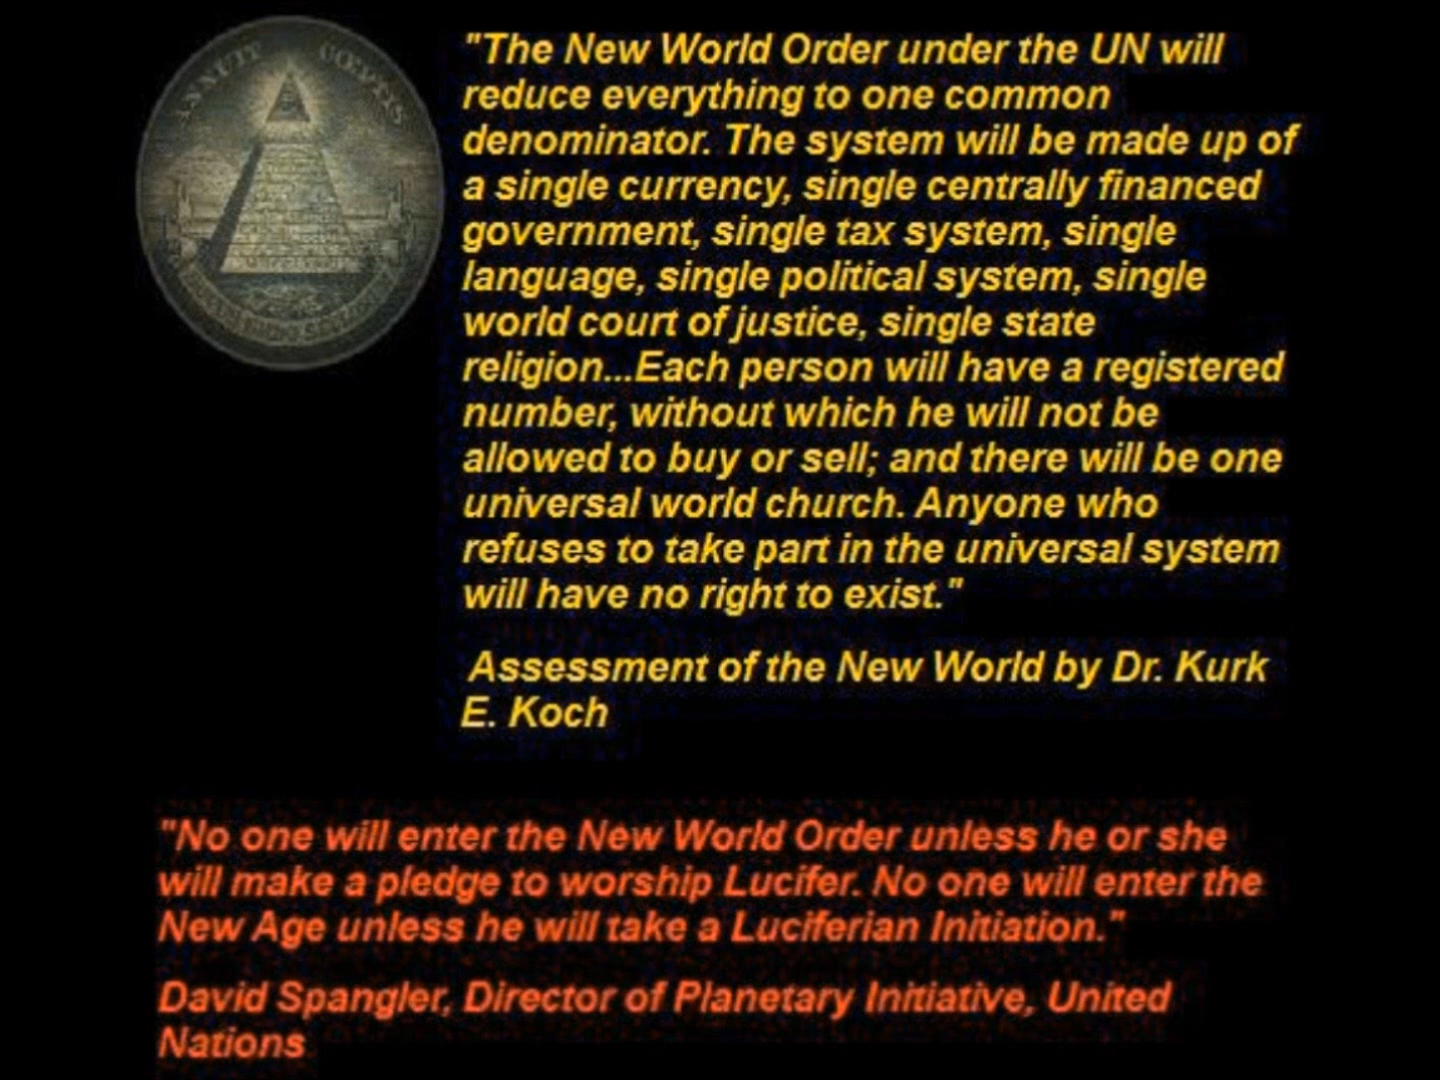 ANNUIT COEPTIS
"The New World Order under the UN will
reduce everything to one common
denominator. The system will be made up of
a single currency, single centrally financed
government, single tax system, single
language, single political system, single
world court of justice, single state
religion...Each person will have a registered
number, without which he will not be
allowed to buy or sell; and there will be one
universal world church. Anyone who
refuses to take part in the universal system
will have no right to exist."
Assessment of the New World by Dr. Kurk
E. Koch
"No one will enter the New World Order unless he or she
will make a pledge to worship Lucifer. No one will enter the
New Age unless he will take a Luciferian Initiation."
David Spangler, Director of Planetary Initiative, United
Nations